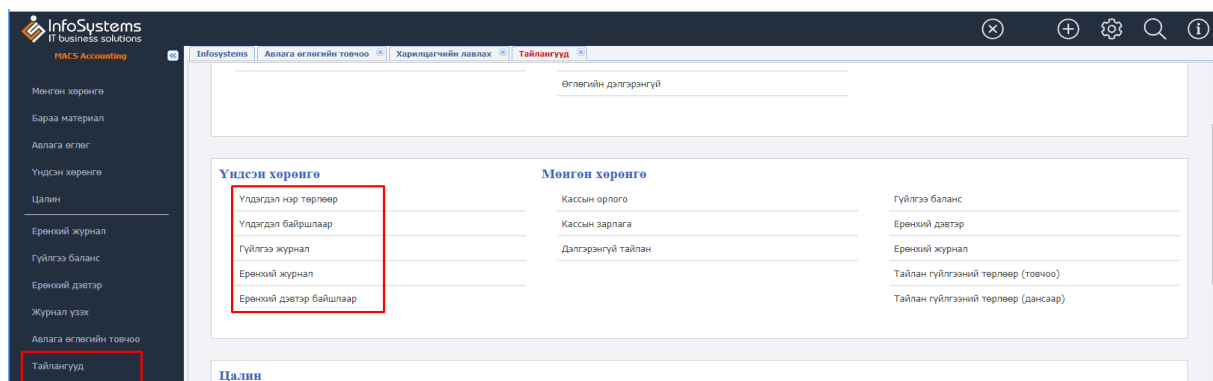 InfoSystems
IT business solutions
MACS Accounting
Infosystems
Авлага өглөгийн товчоо
Харилцагчийн лавлах
Тайлангууд
Мөнгөн хөрөнгө
Бараа материал
Авлага өглөг
Үндсэн хөрөнгө
Цалин
Ерөнхий журнал
Гүйлгээ баланс
Ерөнхий дэвтэр
Журнал үзэх
Авлага өглөгийн товчоо
Тайлангууд
Өглөгийн дэлгэрэнгүй
Үндсэн хөрөнгө
Үлдэгдэл нэр төрлөөр
Үлдэгдэл байршлаар
Гүйлгээ журнал
Ерөнхий журнал
Ерөнхий дэвтэр байшлаар
Мөнгөн хөрөнгө
Кассын орлого
Кассын зарлага
Дэлгэрэнгүй тайлан
Гүйлгээ баланс
Ерөнхий дэвтэр
Ерөнхий журнал
Тайлан гүйлгээний төрлөөр (товчоо)
Тайлан гүйлгээний төрлөөр (дансаар)
Цалин